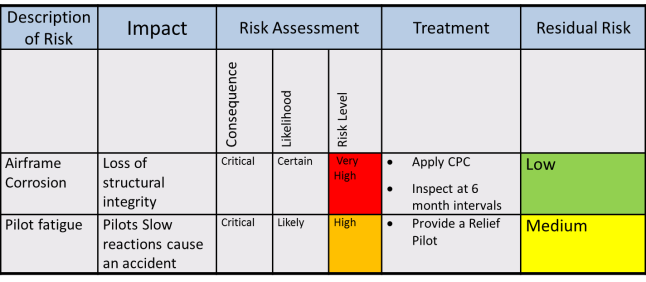 Description of Risk
Impact
Risk Assessment
Treatment
Residual Risk
Consequence
Likelihood
Risk Level
Airframe
Corrosion
Loss of
structural
integrity
Critical
Certain
Very
High
• Apply CPC
• Inspect at 6
month intervals
Low
Pilot fatigue
Pilots Slow
reactions cause
an accident
Critical
Likely
High
• Provide a Relief
Pilot
Medium